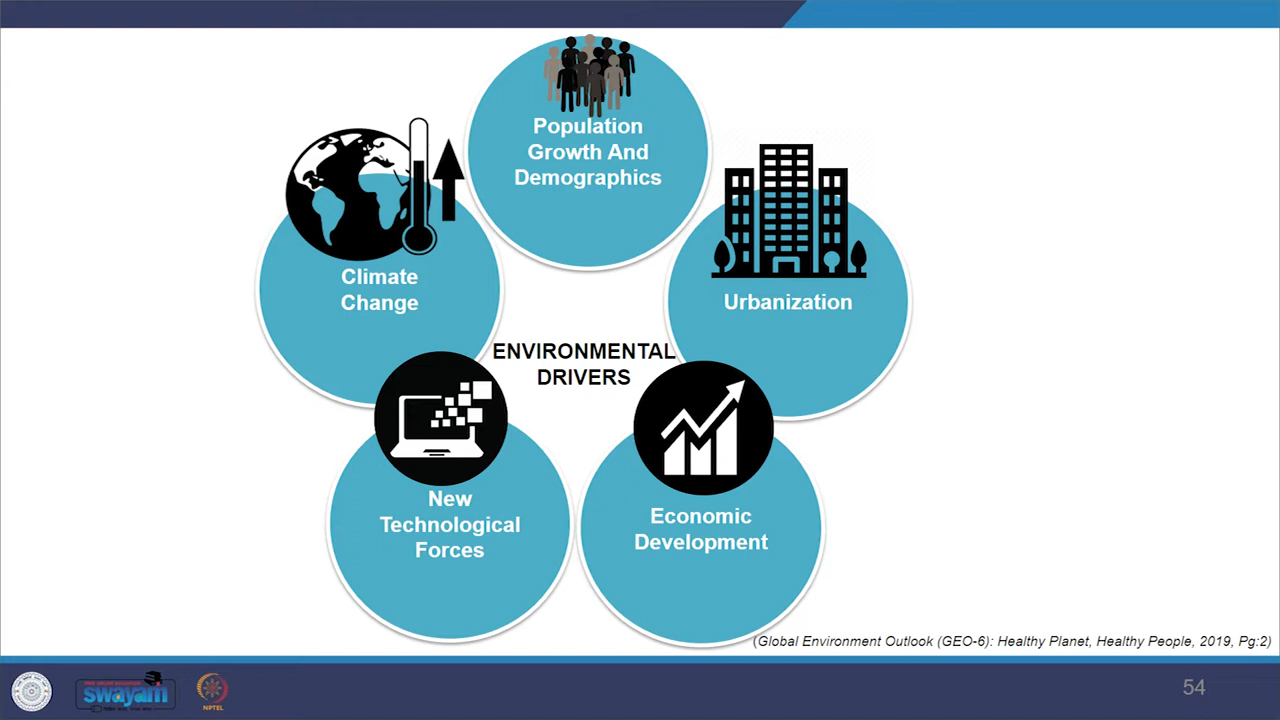 Population
Growth And
Demographics
Climate
Change
Urbanization
ENVIRONMENTAL
DRIVERS
New
Technological
Forces
Economic
Development
(Global Environment Outlook (GEO-6): Healthy Planet, Healthy People, 2019, Pg:2)
swayam
NPTEL
54